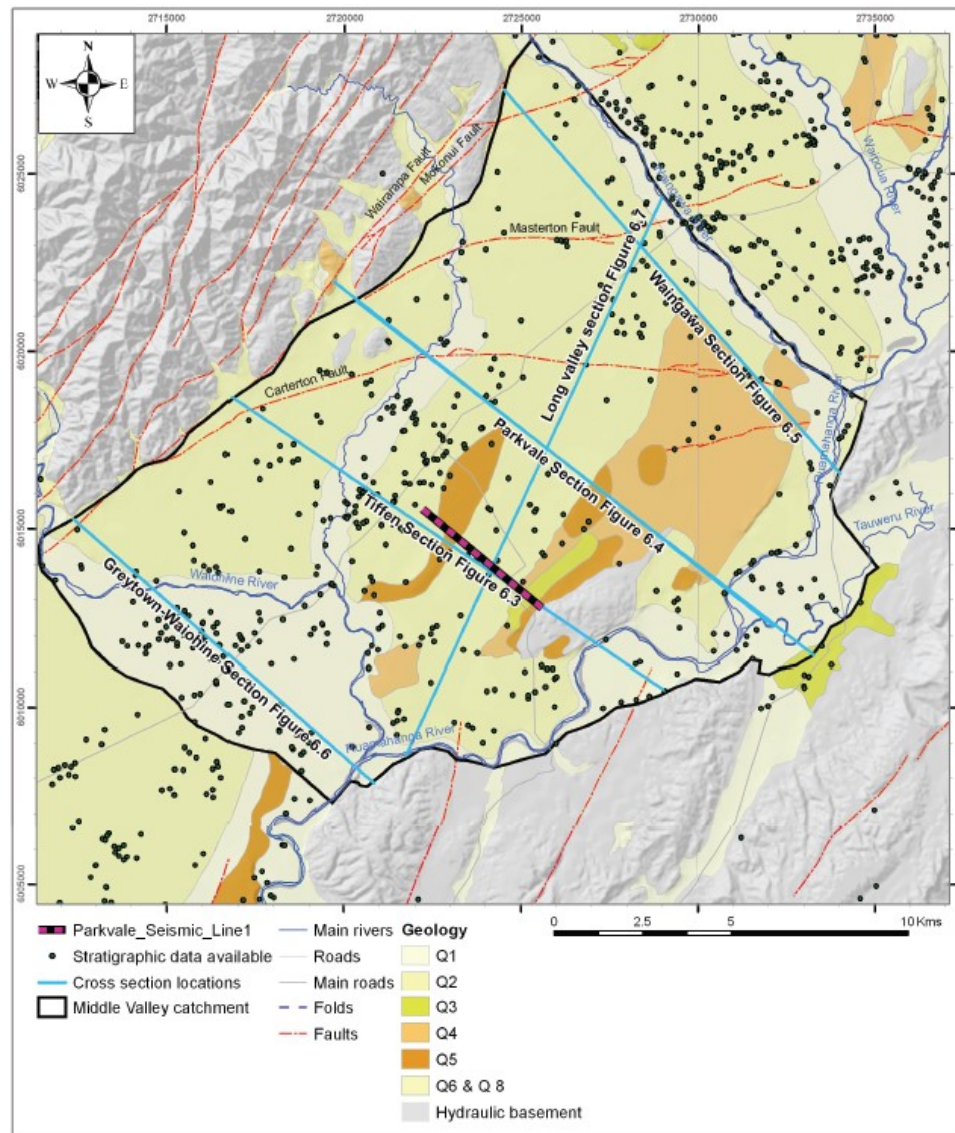 2715000
2720000
2725000
2730000
2735000
N
W E
S
6025000
6020000
6015000
6010000
6005000
Wairarapa Fault
Mokonui Fault
Masterton Fault
Carterton Fault
Waingawa River
Waipoua River
Long valley section Figure 6.7
Waingawa Section Figure 6.5
Parkvale Section Figure 6.4
Tiffen Section Figure 6.3
Greytown-Waiohine-Section Figure 6.6
Ruamahanga River
Tauweru River
Waiohine River
Ruamahanga River
0 2.5 5 10 Kms
Parkvale_Seismic_Line1
Stratigraphic data available
Cross section locations
Middle Valley catchment
Main rivers
Roads
Main roads
Folds
Faults
Geology
Q1
Q2
Q3
Q4
Q5
Q6 & Q 8
Hydraulic basement